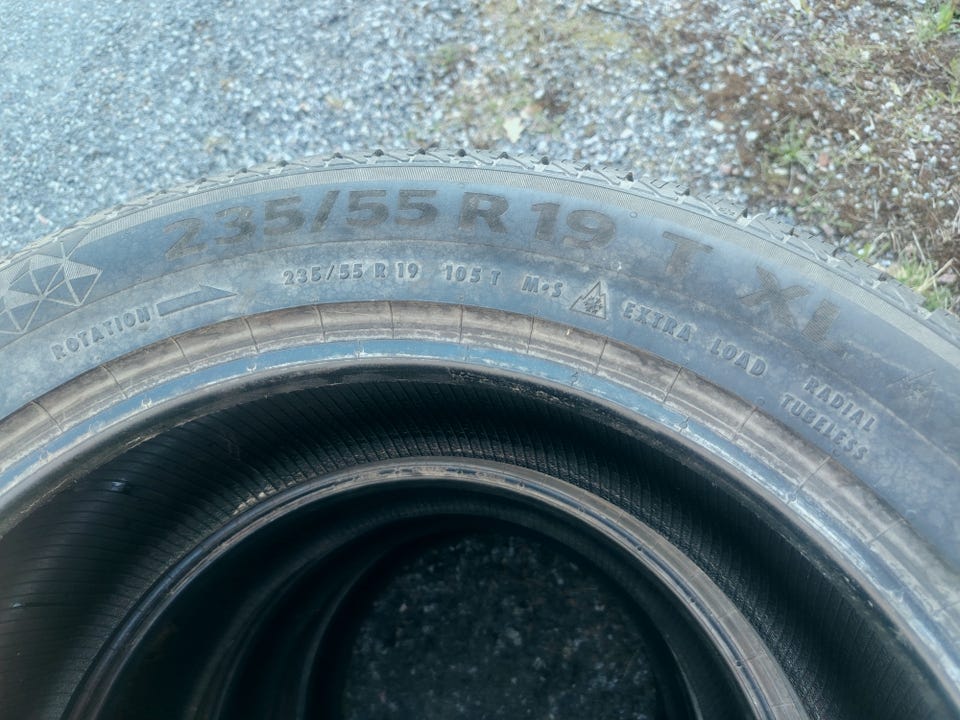 235/55 R 19 T XL
ROTATION
235/55 R 19 105 T M•S EXTRA LOAD RADIAL
TUBELESS